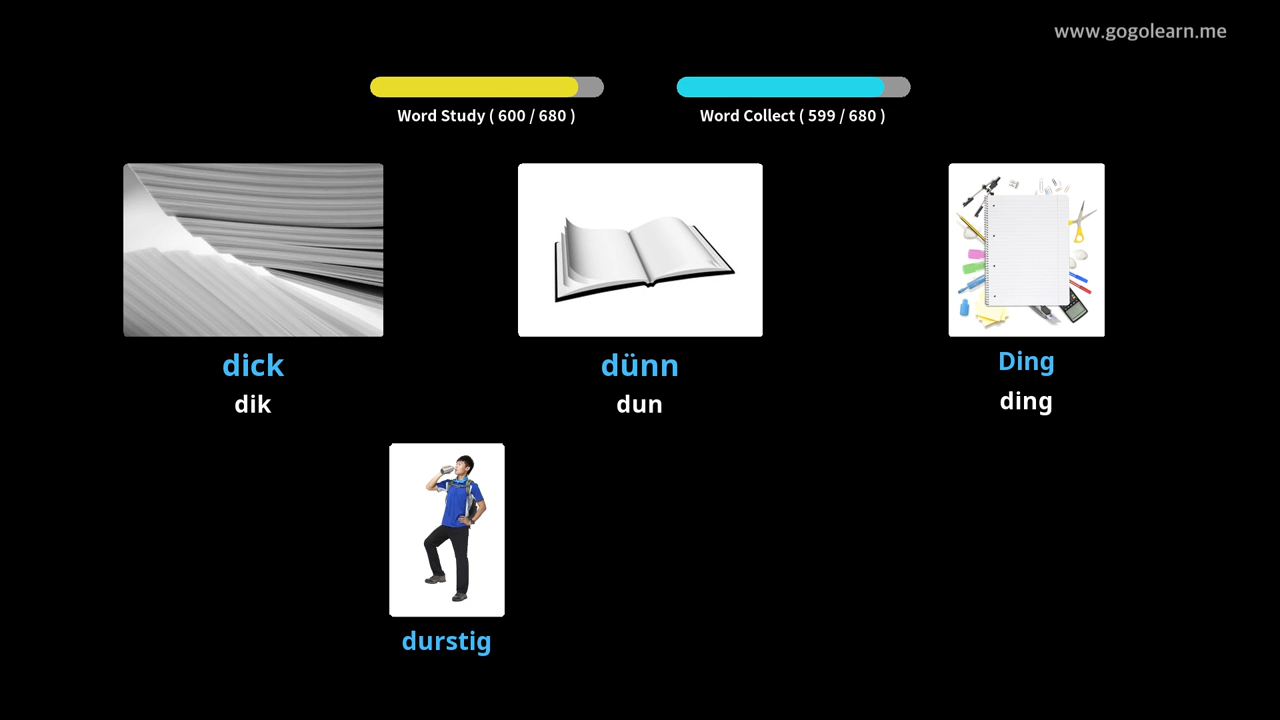 www.gogolearn.me
Word Study ( 600 / 680 )
Word Collect ( 599 / 680 )
dick
dünn
Ding
dik
dun
ding
durstig